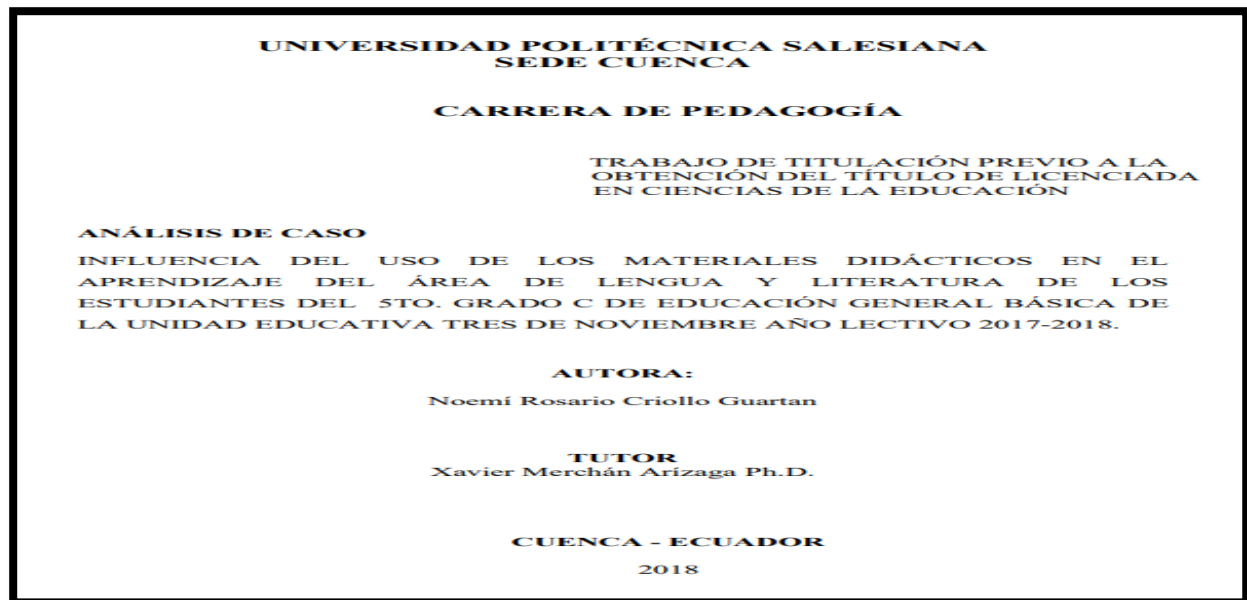 UNIVERSIDAD POLITÉCNICA SALESIANA
SEDE CUENCA
CARRERA DE PEDAGOGÍA
TRABAJO DE TITULACIÓN PREVIO A LA
OBTENCIÓN DEL TÍTULO DE LICENCIADA
EN CIENCIAS DE LA EDUCACIÓN
ANÁLISIS DE CASO
INFLUENCIA DEL USO DE LOS MATERIALES DIDÁCTICOS EN EL
APRENDIZAJE DEL ÁREA DE LENGUA Y LITERATURA DE LOS
ESTUDIANTES DEL 5TO. GRADO C DE EDUCACIÓN GENERAL BÁSICA DE
LA UNIDAD EDUCATIVA TRES DE NOVIEMBRE AÑO LECTIVO 2017-2018.
AUTORA:
Noemí Rosario Criollo Guartan
TUTOR
Xavier Merchán Arízaga Ph.D.
CUENCA - ECUADOR
2018